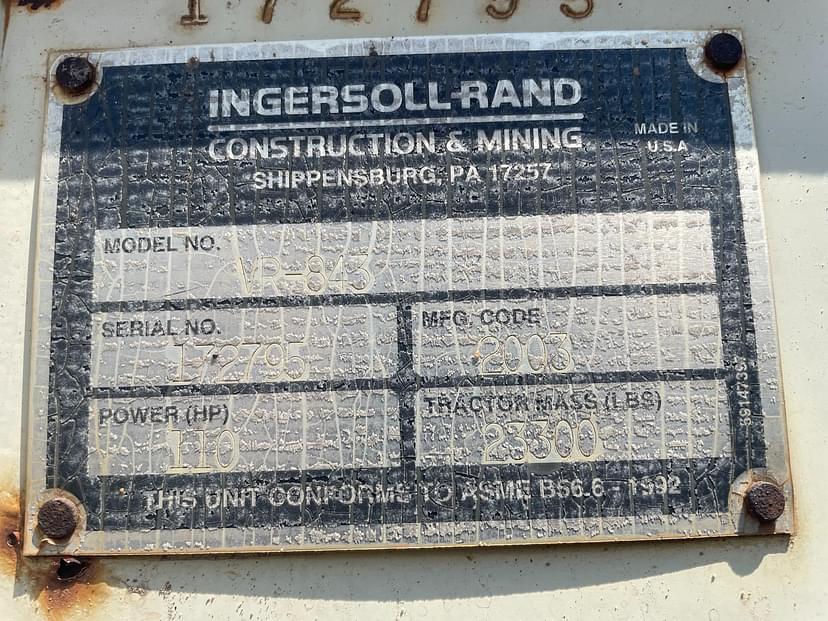 172795
INGERSOLL-RAND
CONSTRUCTION & MINING
MADE IN
U.S.A
SHIPPENSBURG, PA 17257
MODEL NO.
VR-843
SERIAL NO.
172795
MFG. CODE
2003
POWER (HP)
110
TRACTOR MASS (LBS)
23300
THIS UNIT CONFORMS TO ASME B56.6 - 1992